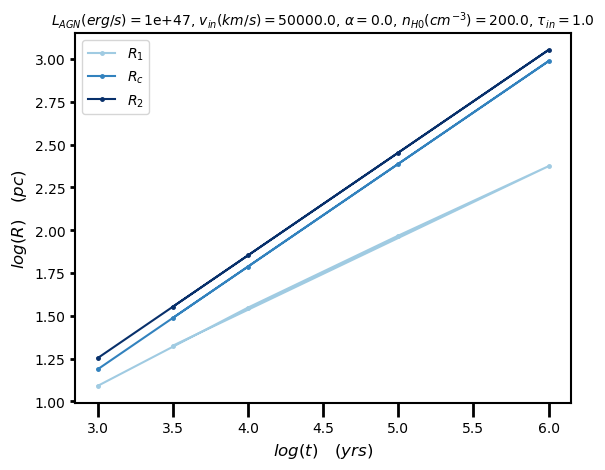 L_AGN(erg/s) = 1e+47, v_in(km/s) = 50000.0, α = 0.0, n_H0(cm⁻³) = 200.0, τ_in = 1.0
R₁
R_c
R₂
log(R) (pc)
3.00
2.75
2.50
2.25
2.00
1.75
1.50
1.25
1.00
3.0 3.5 4.0 4.5 5.0 5.5 6.0
log(t) (yrs)